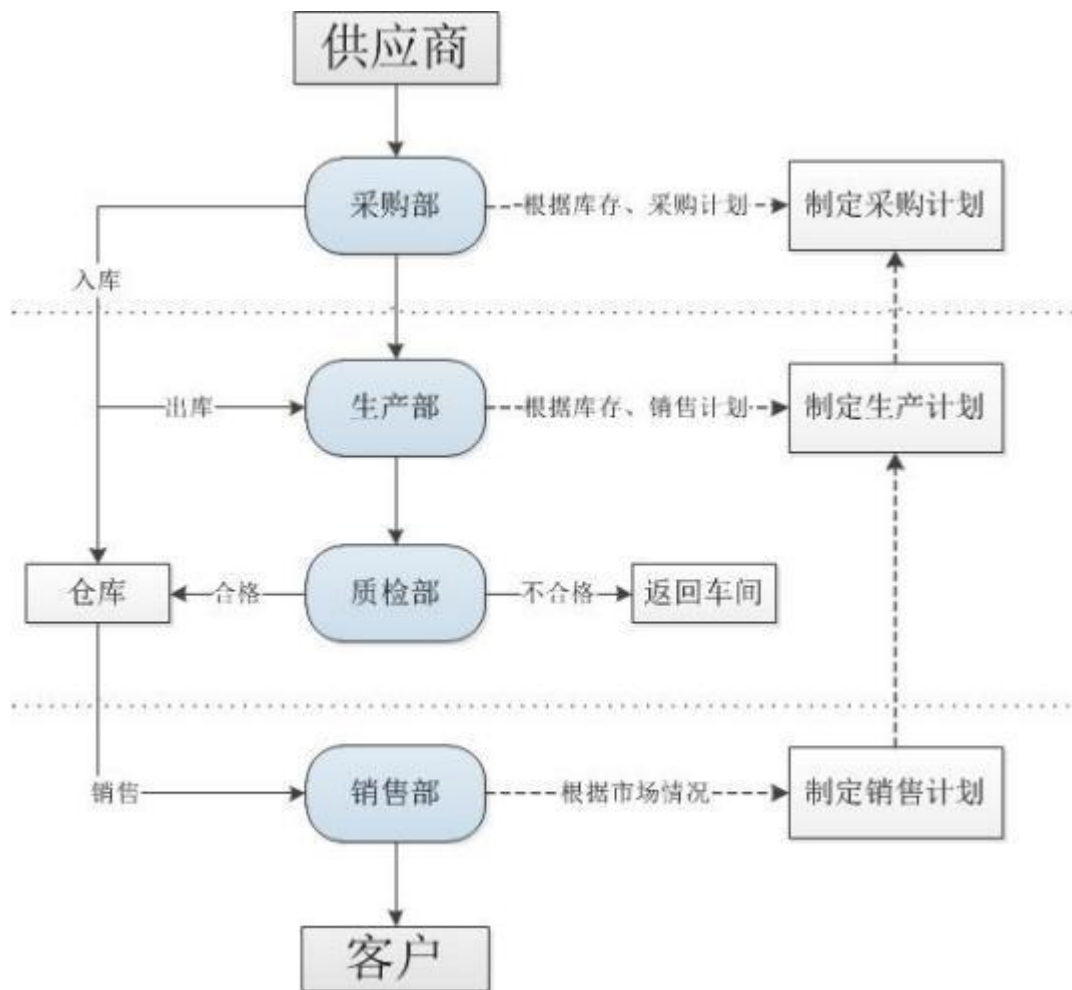 供应商
采购部
根据库存、采购计划
制定采购计划
入库
出库
生产部
根据库存、销售计划
制定生产计划
仓库
合格
质检部
不合格
返回车间
销售
销售部
根据市场情况
制定销售计划
客户